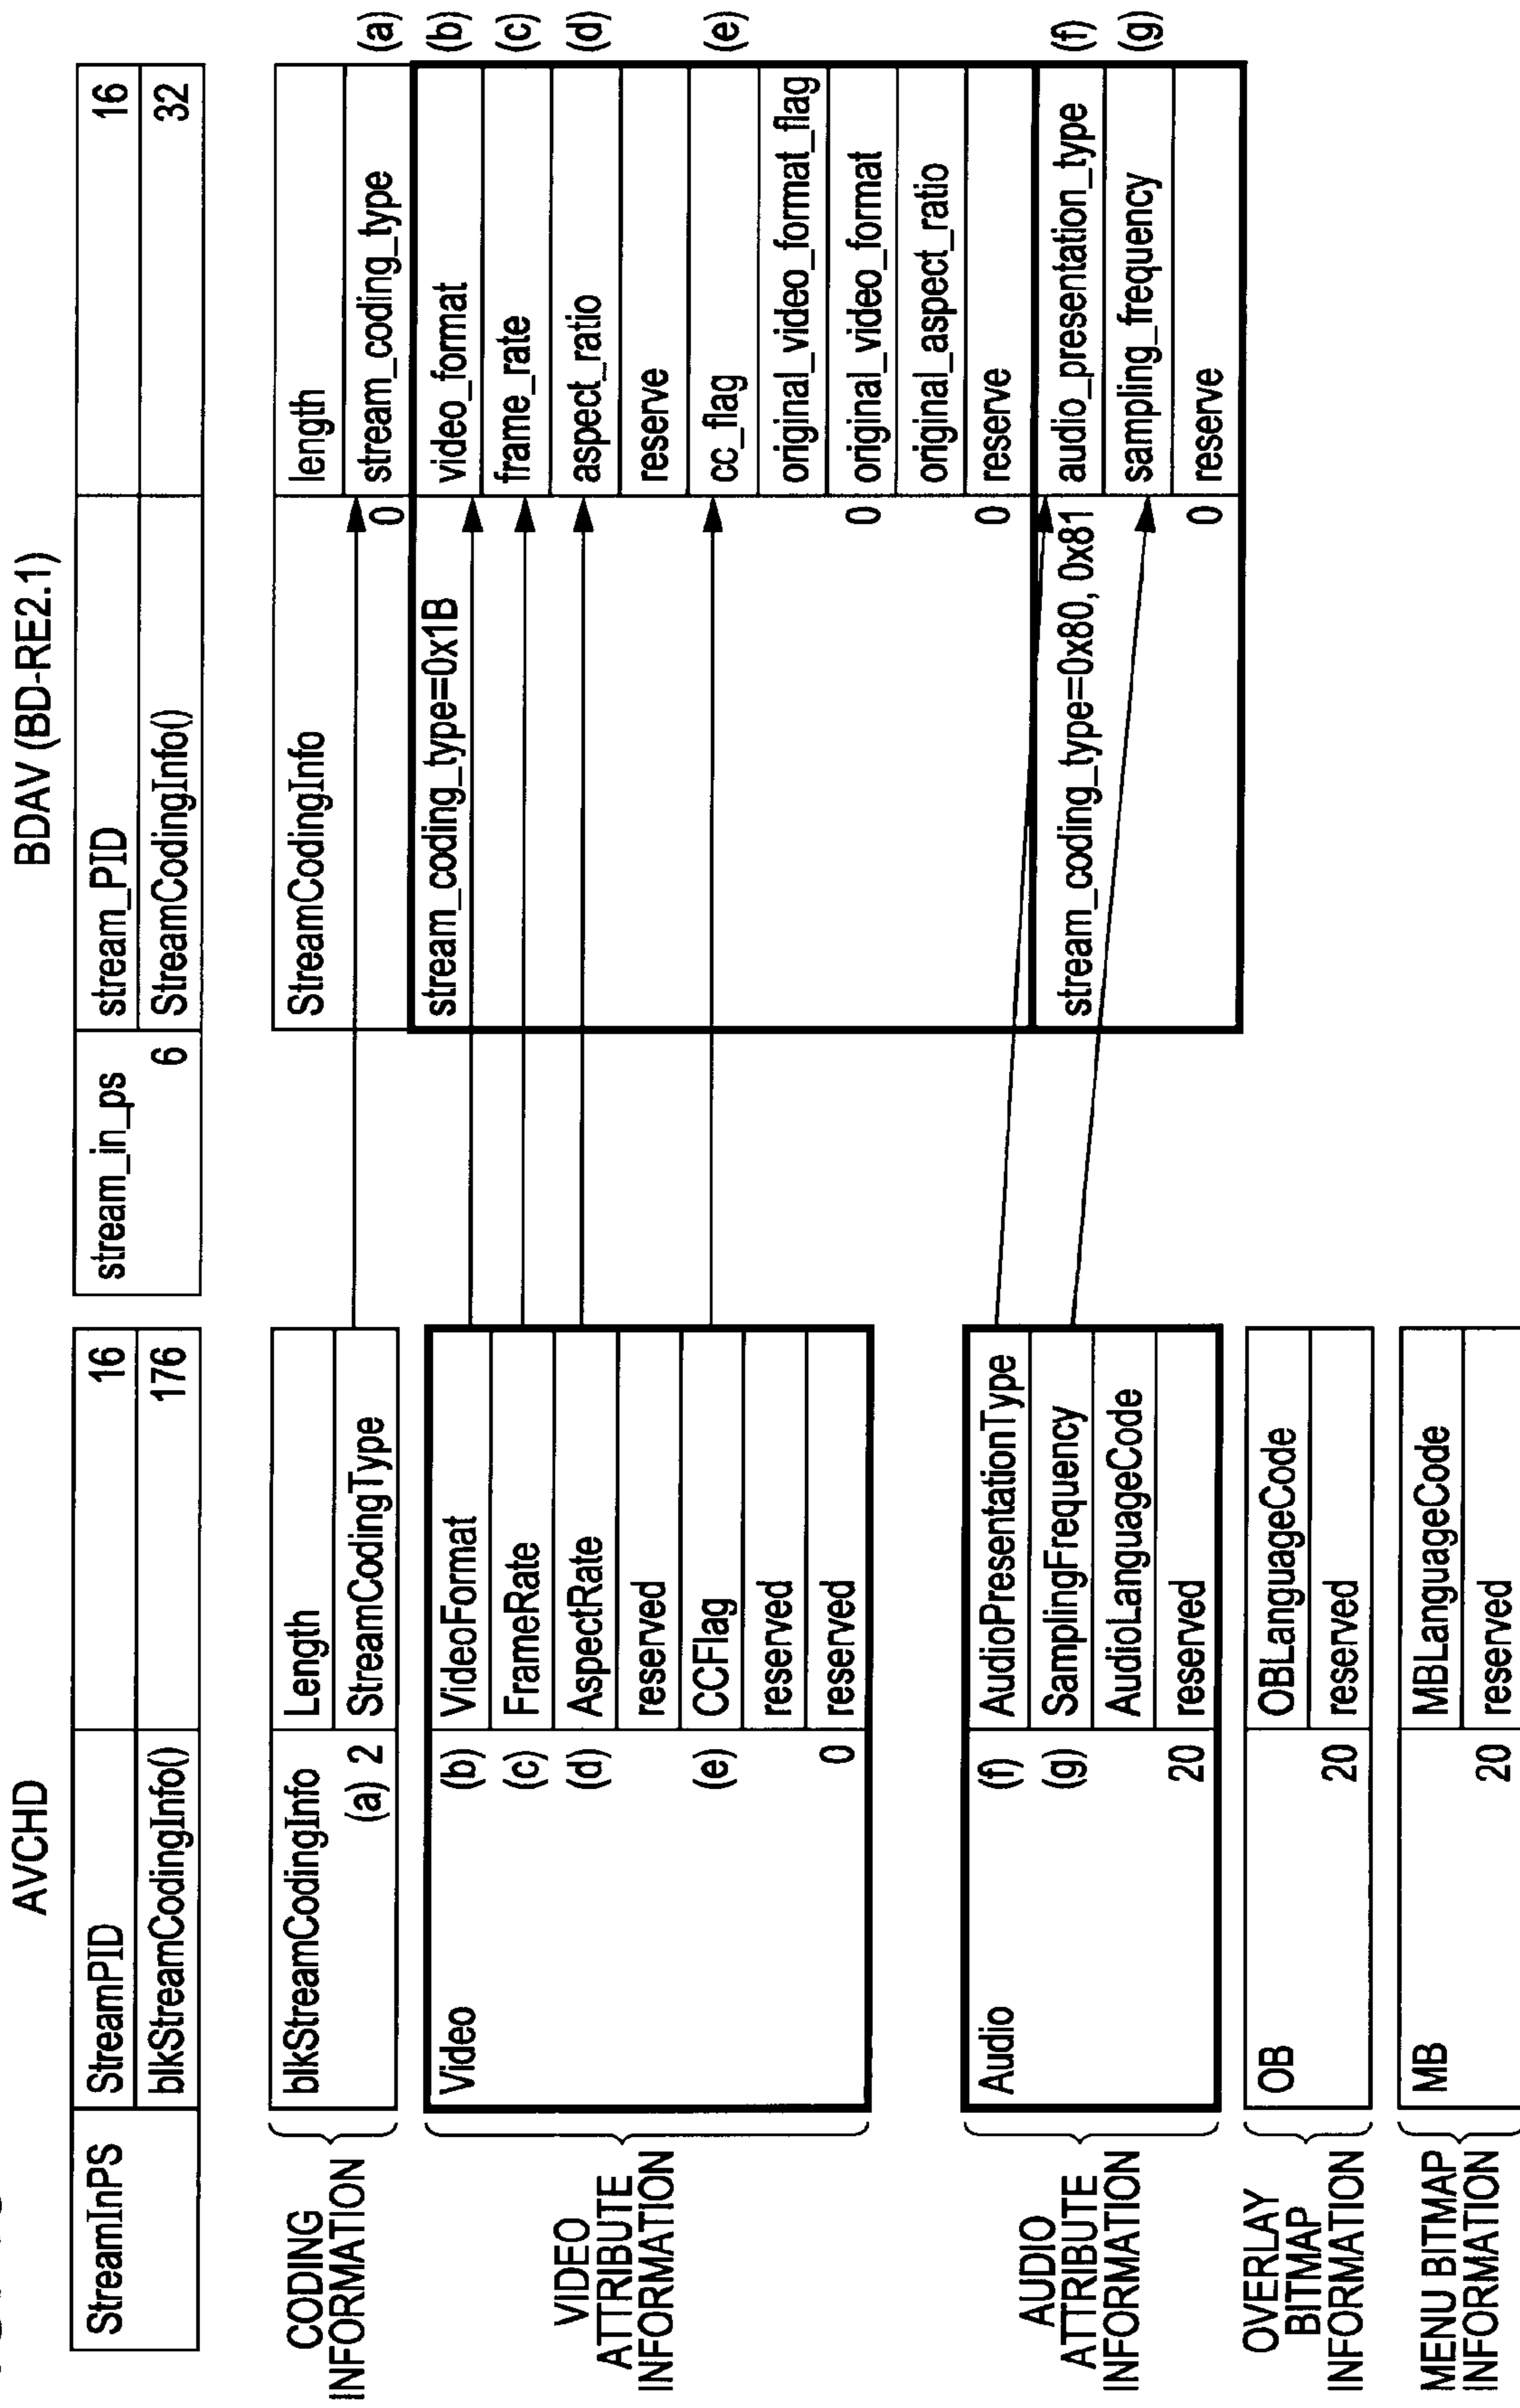 AVCHD
BDAV (BD-RE2.1)
StreamInPS
StreamPID 16
blkStreamCodingInfo() 176
stream_in_ps
6
stream_PID 16
StreamCodingInfo() 32
CODING
INFORMATION
blkStreamCodingInfo
Length
(a) 2 StreamCodingType
VIDEO
ATTRIBUTE
INFORMATION
Video
(b) VideoFormat
(c) FrameRate
(d) AspectRate
reserved
(e) CCFlag
reserved
0 reserved
AUDIO
ATTRIBUTE
INFORMATION
Audio
(f) AudioPresentationType
(g) SamplingFrequency
AudioLanguageCode
20 reserved
OVERLAY
BITMAP
INFORMATION
OB
OBLanguageCode
20 reserved
MENU BITMAP
INFORMATION
MB
MBLanguageCode
20 reserved
StreamCodingInfo
length
0 stream_coding_type (a)
stream_coding_type=0x1B
video_format (b)
frame_rate (c)
aspect_ratio (d)
reserve
cc_flag (e)
original_video_format_flag
0 original_video_format
original_aspect_ratio
0 reserve
stream_coding_type=0x80, 0x81
audio_presentation_type (f)
sampling_frequency (g)
0 reserve